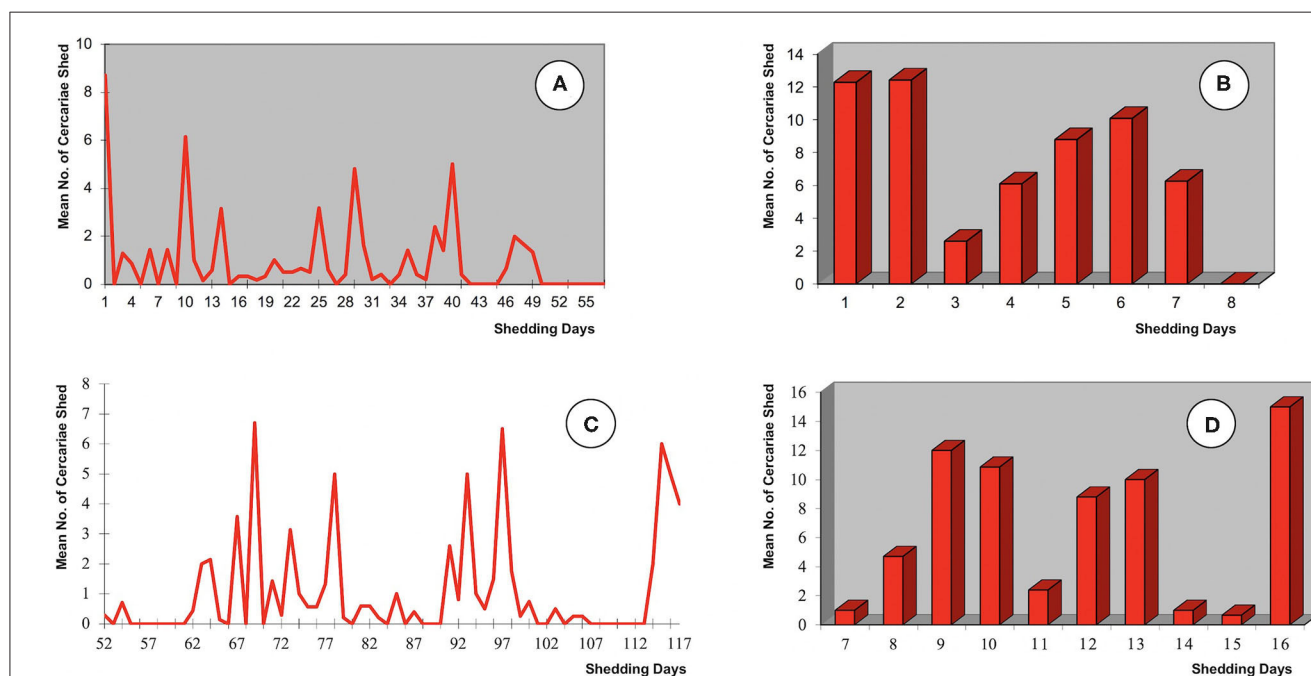 A
Mean No. of Cercariae Shed
10
8
6
4
2
0
1 4 7 10 13 16 19 22 25 28 31 34 37 40 43 46 49 52 55
Shedding Days
B
Mean No. of Cercariae Shed
14
12
10
8
6
4
2
0
1 2 3 4 5 6 7 8
Shedding Days
C
Mean No. of Cercariae Shed
8
7
6
5
4
3
2
1
0
52 57 62 67 72 77 82 87 92 97 102 107 112 117
Shedding Days
D
Mean No. of Cercariae Shed
16
14
12
10
8
6
4
2
0
7 8 9 10 11 12 13 14 15 16
Shedding Days